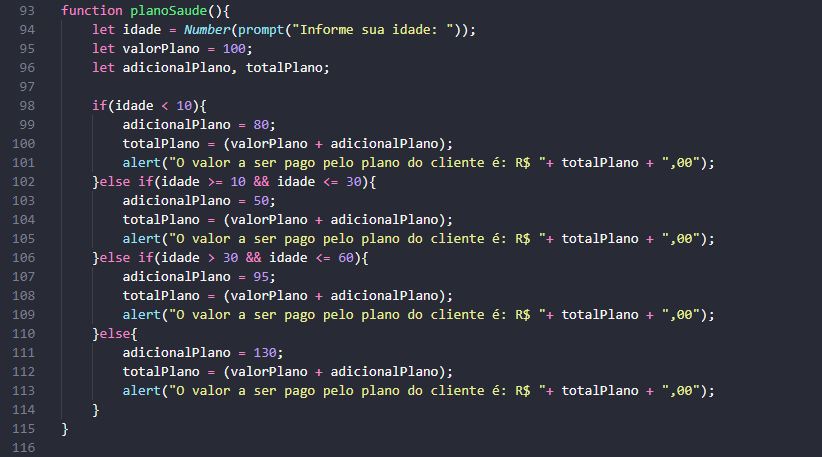 93 function planoSaude(){
94 let idade = Number(prompt("Informe sua idade: "));
95 let valorPlano = 100;
96 let adicionalPlano, totalPlano;
97
98 if(idade < 10){
99 adicionalPlano = 80;
100 totalPlano = (valorPlano + adicionalPlano);
101 alert("O valor a ser pago pelo plano do cliente é: R$ "+ totalPlano + ",00");
102 }else if(idade >= 10 && idade <= 30){
103 adicionalPlano = 50;
104 totalPlano = (valorPlano + adicionalPlano);
105 alert("O valor a ser pago pelo plano do cliente é: R$ "+ totalPlano + ",00");
106 }else if(idade > 30 && idade <= 60){
107 adicionalPlano = 95;
108 totalPlano = (valorPlano + adicionalPlano);
109 alert("O valor a ser pago pelo plano do cliente é: R$ "+ totalPlano + ",00");
110 }else{
111 adicionalPlano = 130;
112 totalPlano = (valorPlano + adicionalPlano);
113 alert("O valor a ser pago pelo plano do cliente é: R$ "+ totalPlano + ",00");
114 }
115 }
116